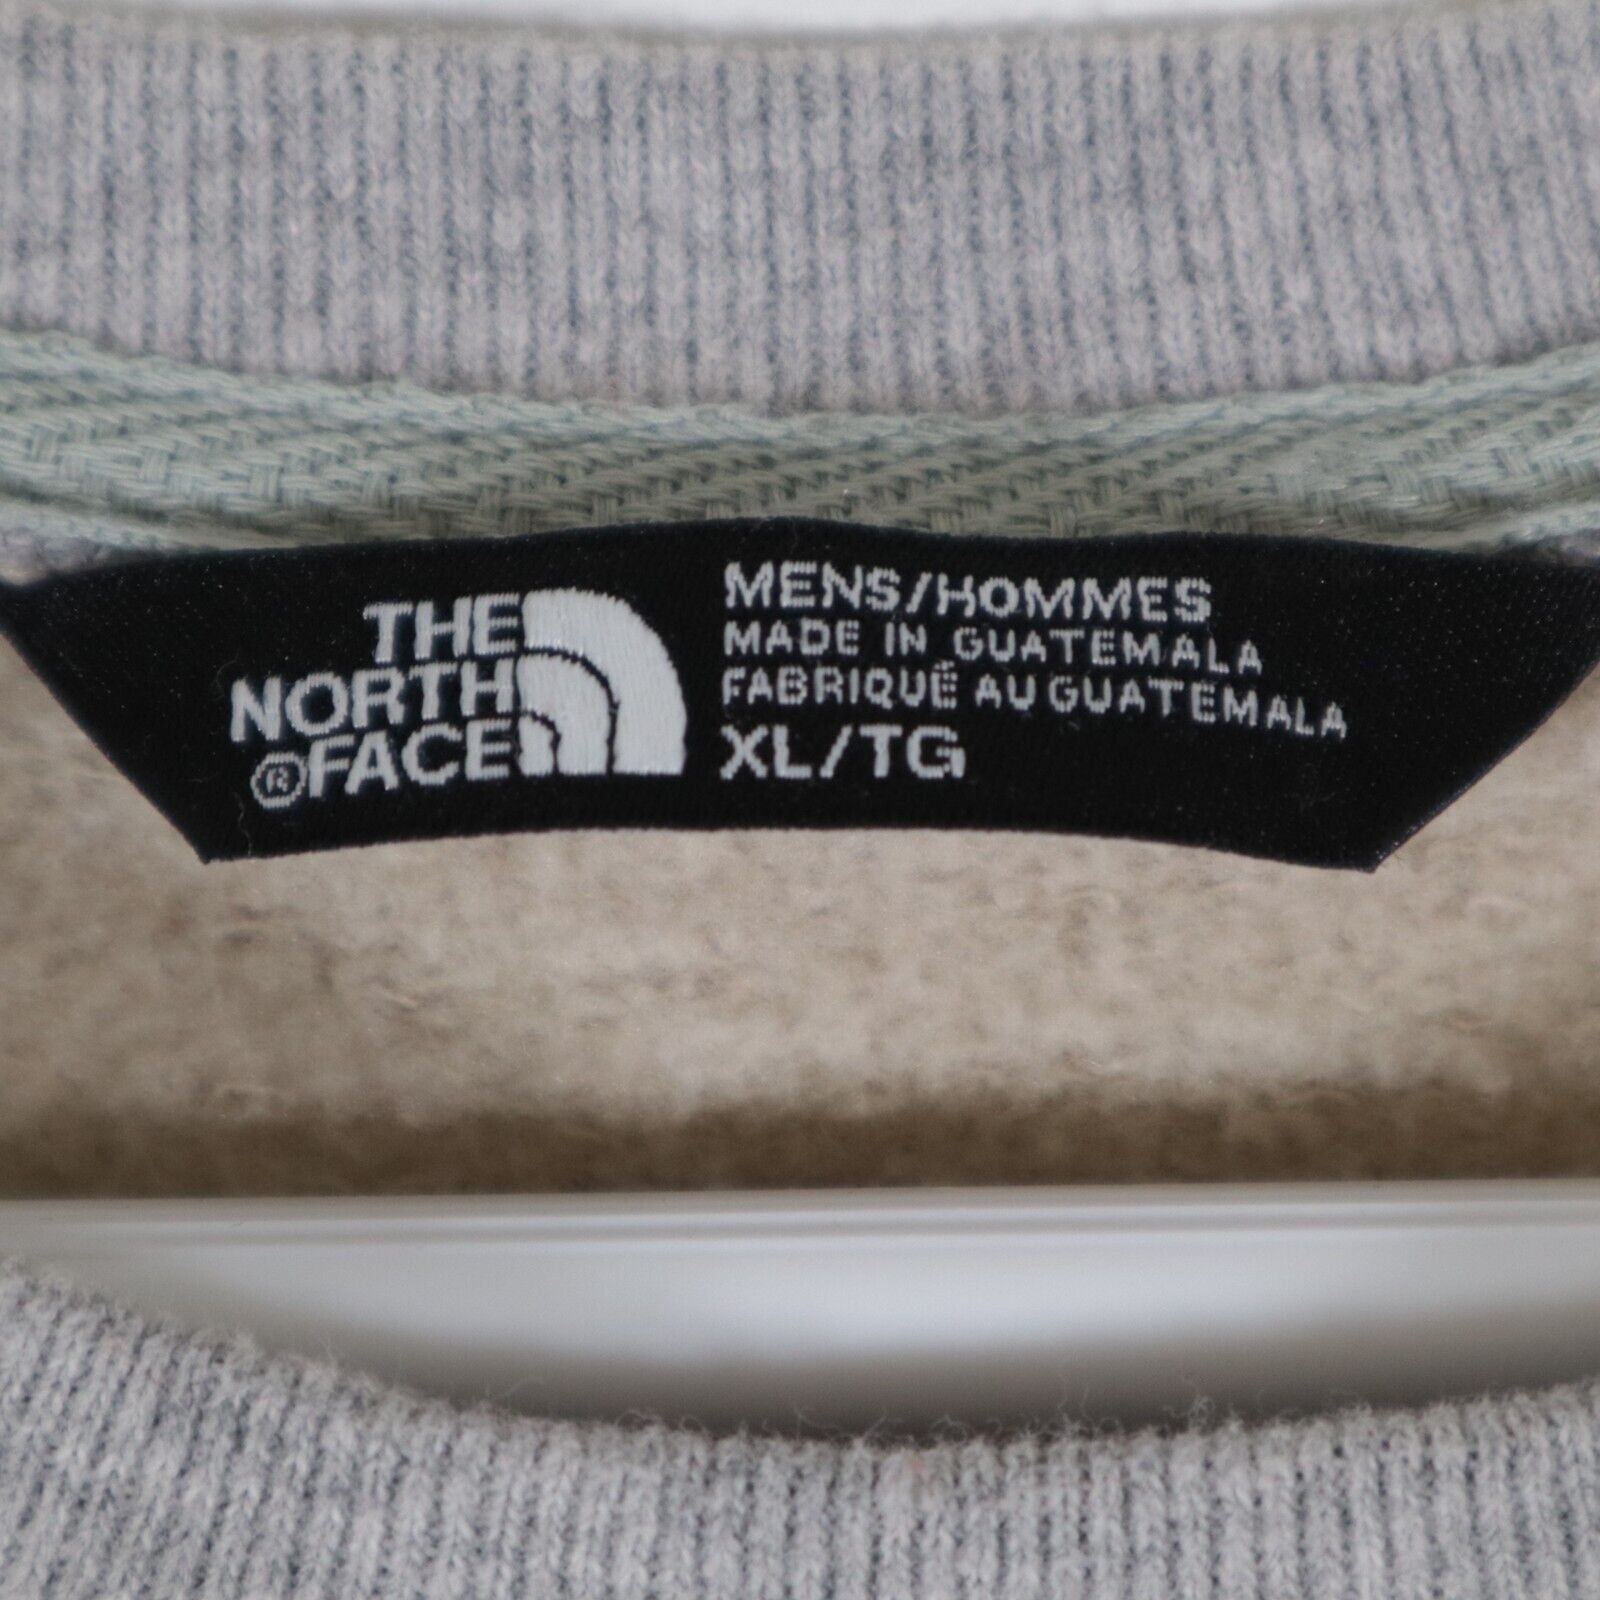 THE
NORTH
®FACE
MENS/HOMMES
MADE IN GUATEMALA
FABRIQUÉ AU GUATEMALA
XL/TG